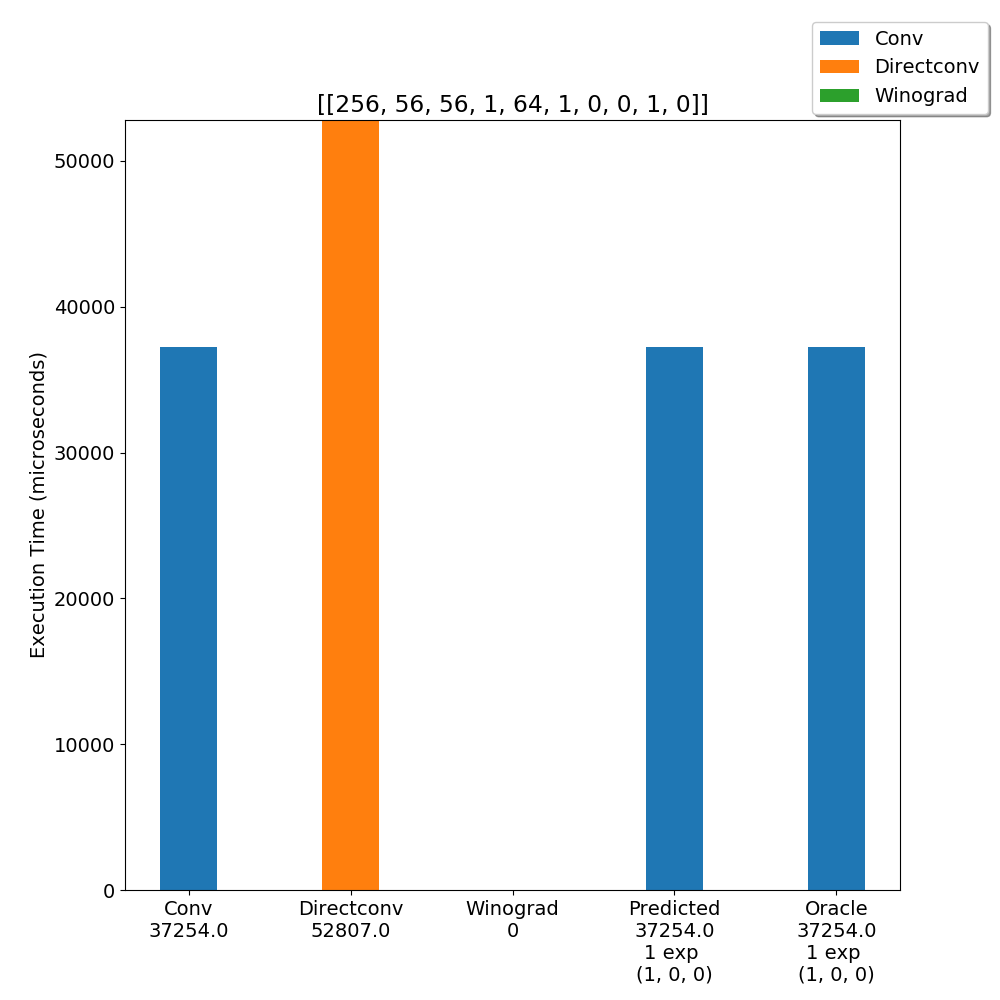 Conv
Directconv
Winograd
[[256, 56, 56, 1, 64, 1, 0, 0, 1, 0]]
Execution Time (microseconds)
50000
40000
30000
20000
10000
0
Conv
37254.0
Directconv
52807.0
Winograd
0
Predicted
37254.0
1 exp
(1, 0, 0)
Oracle
37254.0
1 exp
(1, 0, 0)